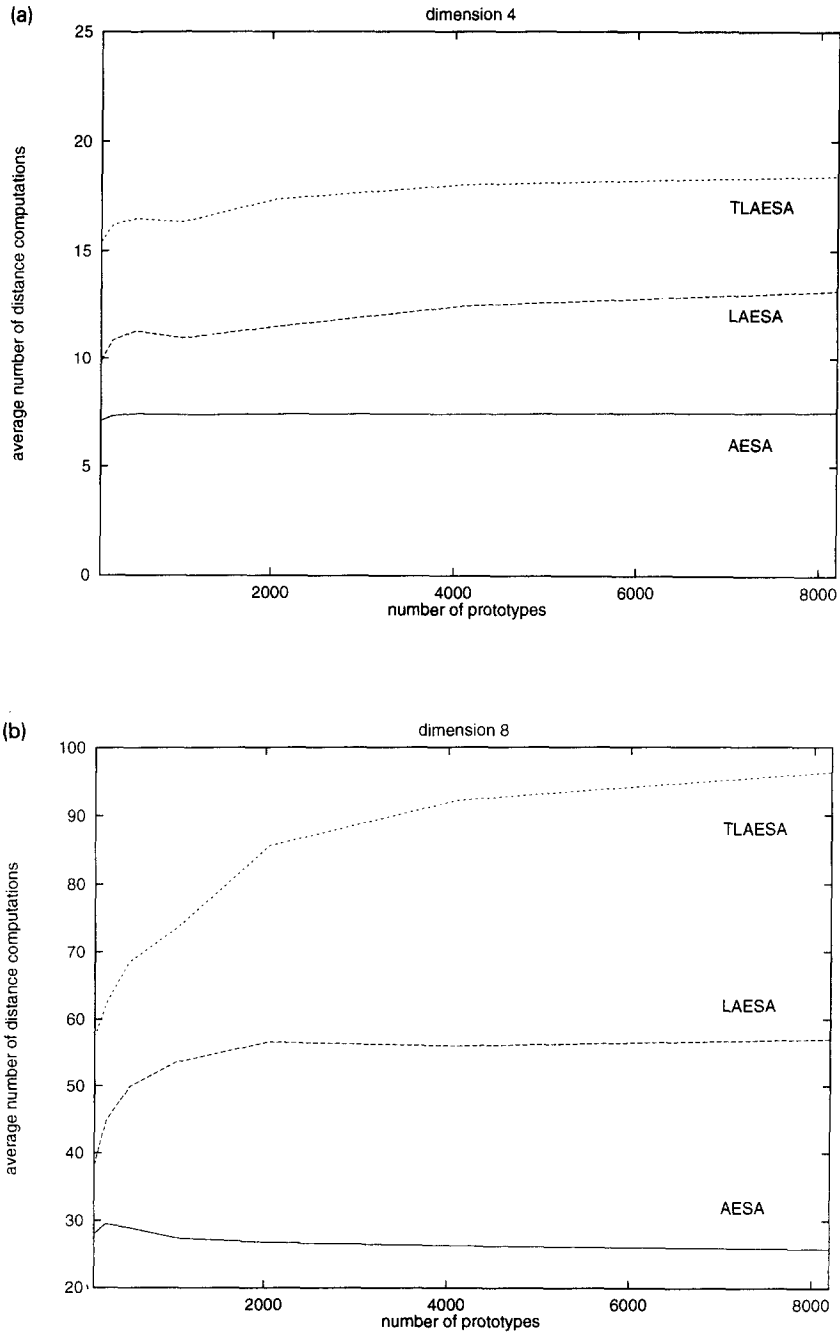 (a)
dimension 4
average number of distance computations
25
20
15
10
5
0
TLAESA
LAESA
AESA
2000
4000
6000
8000
number of prototypes
(b)
dimension 8
average number of distance computations
100
90
80
70
60
50
40
30
20
TLAESA
LAESA
AESA
2000
4000
6000
8000
number of prototypes